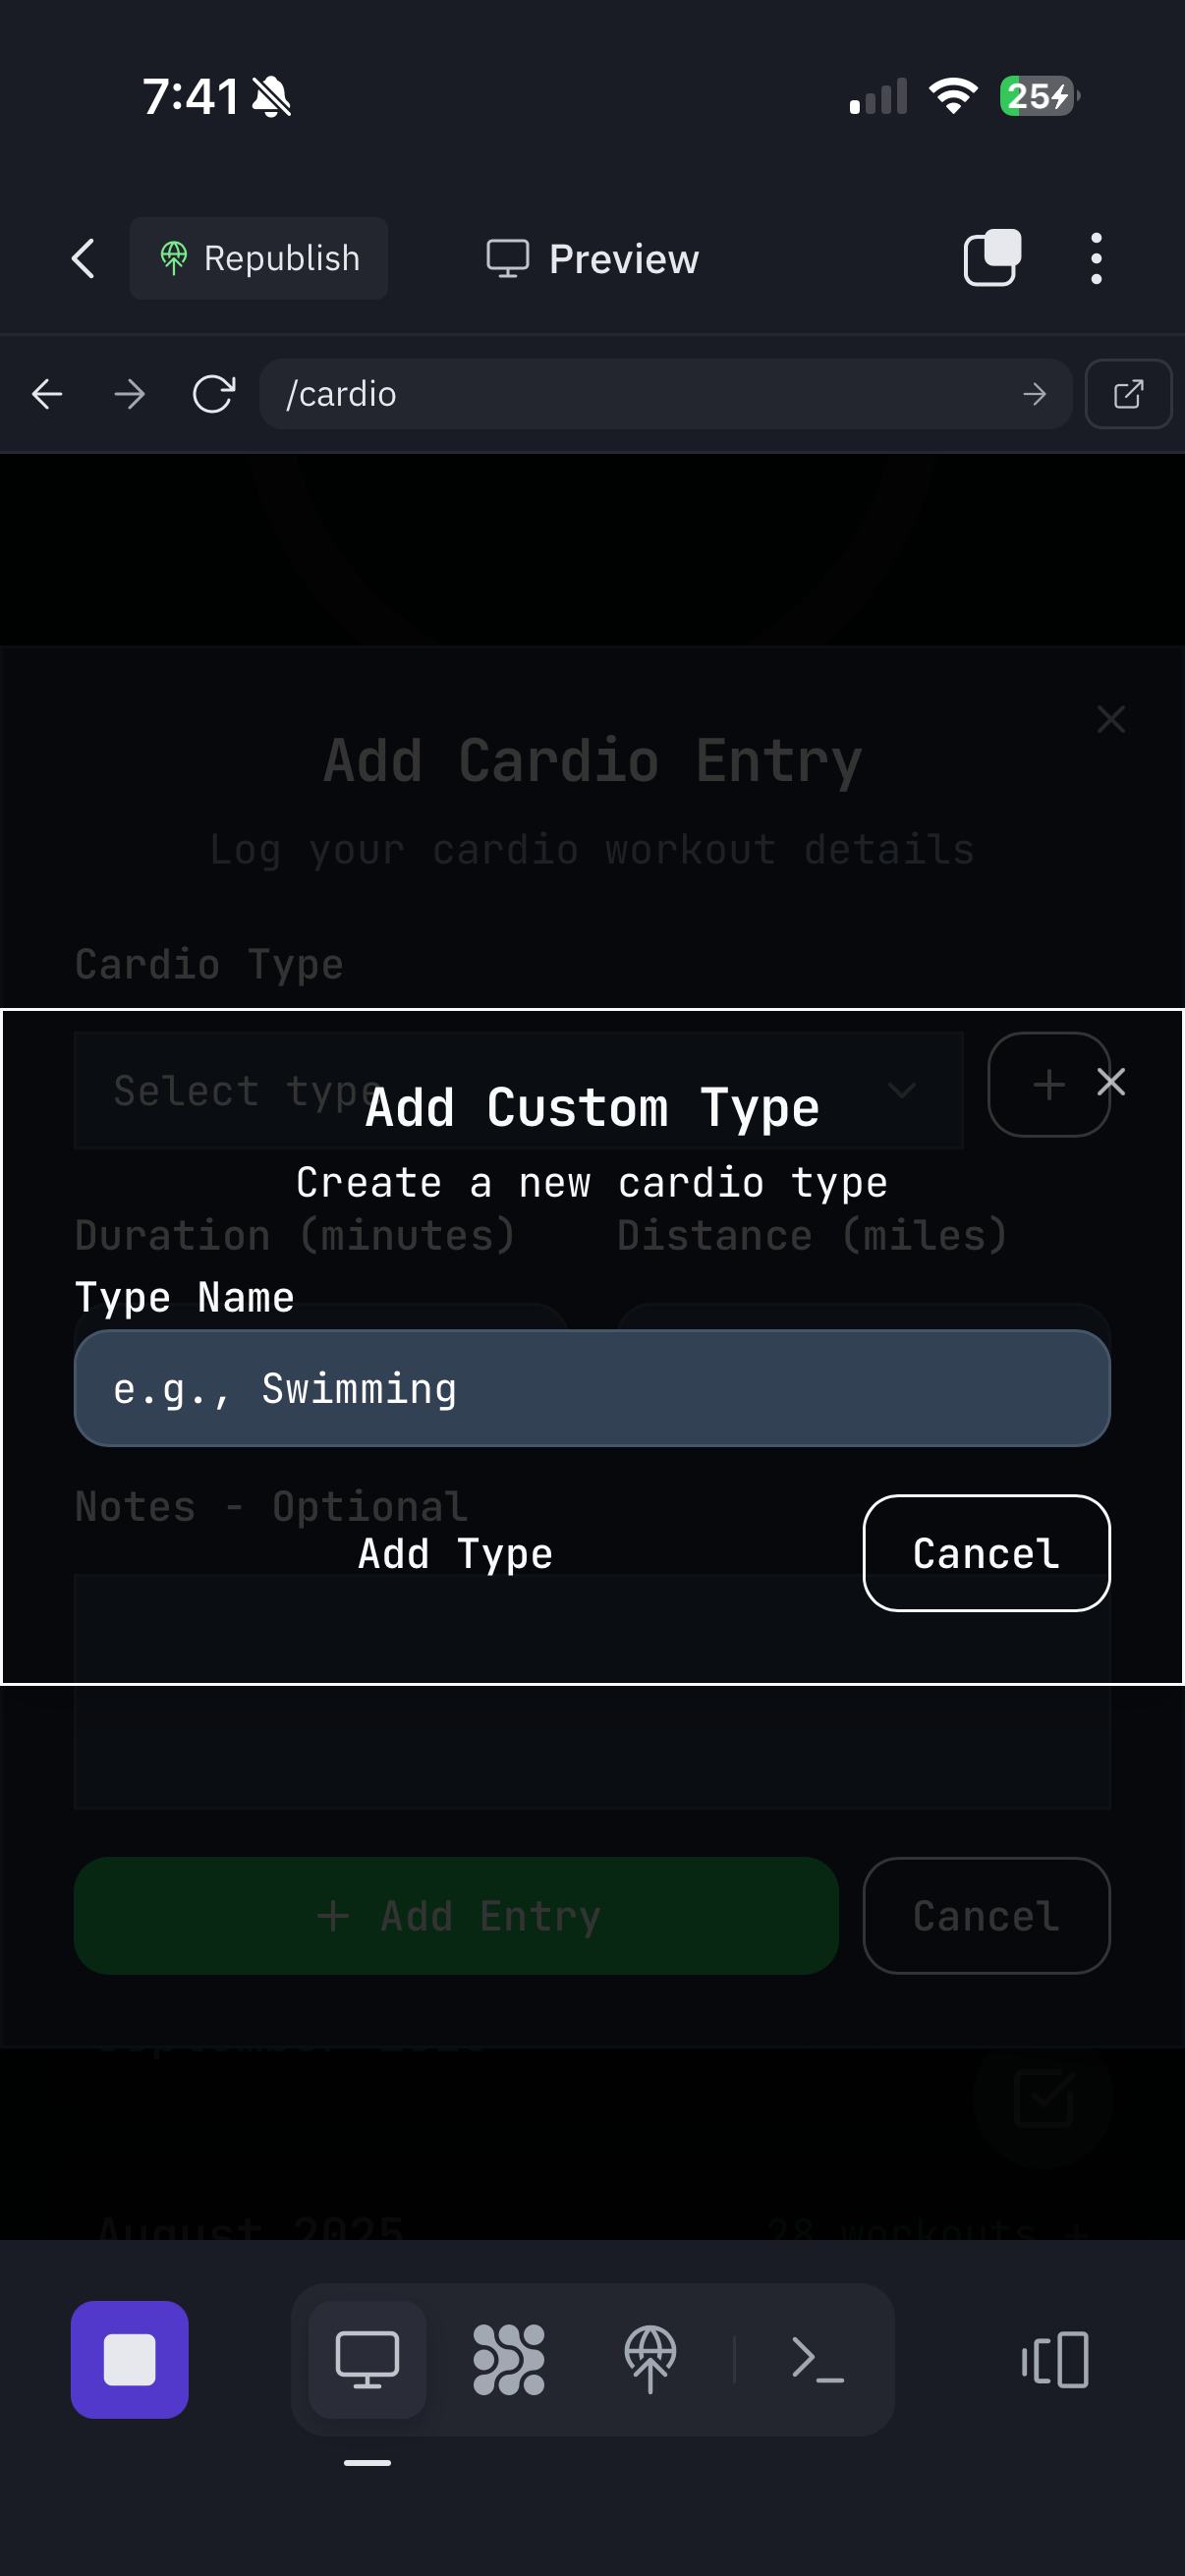 7:41
25
Republish
Preview
/cardio
Add Cardio Entry
Log your cardio workout details
Cardio Type
Select type
Add Custom Type
Create a new cardio type
Duration (minutes)
Distance (miles)
Type Name
e.g., Swimming
Notes - Optional
Add Type
Cancel
+ Add Entry
Cancel
August 2025
28 workouts +